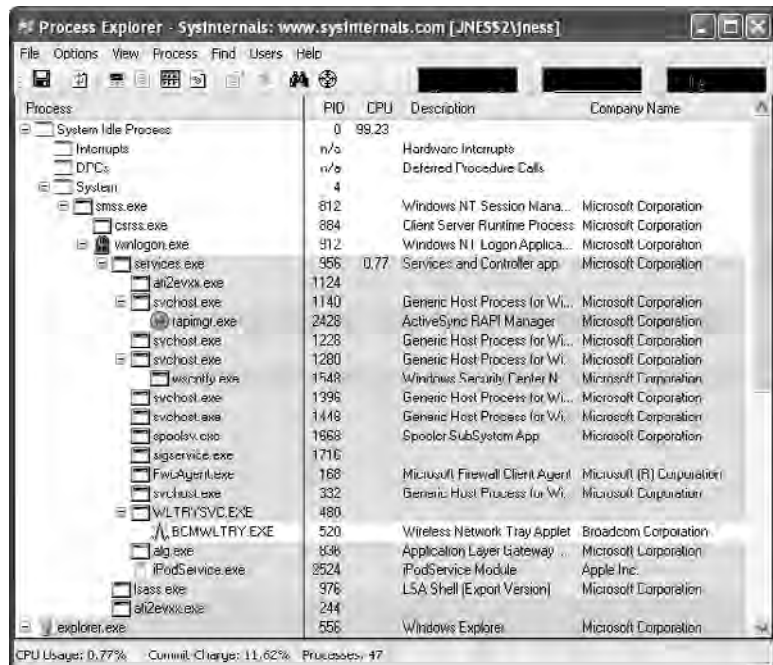 Process Explorer - Sysinternals: www.sysinternals.com [JNESS2\jness]
File Options View Process Find Users Help
Process PID CPU Description Company Name
System Idle Process 0 99.23
Interrupts n/a Hardware Interrupts
DPCs n/a Deferred Procedure Calls
System 4
smss.exe 812 Windows NT Session Mana... Microsoft Corporation
csrss.exe 884 Client Server Runtime Process Microsoft Corporation
winlogon.exe 912 Windows NT Logon Applica... Microsoft Corporation
services.exe 956 0.77 Services and Controller app Microsoft Corporation
ati2evxx.exe 1124
svchost.exe 1140 Generic Host Process for Wi... Microsoft Corporation
rapimgr.exe 2428 ActiveSync RAPI Manager Microsoft Corporation
svchost.exe 1228 Generic Host Process for Wi... Microsoft Corporation
svchost.exe 1280 Generic Host Process for Wi... Microsoft Corporation
wscntfy.exe 1548 Windows Security Center N... Microsoft Corporation
svchost.exe 1396 Generic Host Process for Wi... Microsoft Corporation
svchost.exe 1448 Generic Host Process for Wi... Microsoft Corporation
spoolsv.exe 1668 Spooler SubSystem App Microsoft Corporation
sigservice.exe 1716
FwcAgent.exe 168 Microsoft Firewall Client Agent Microsoft (R) Corporation
svchost.exe 332 Generic Host Process for Wi... Microsoft Corporation
WLTRYSVC.EXE 480
BCMWLTRY.EXE 520 Wireless Network Tray Applet Broadcom Corporation
alg.exe 838 Application Layer Gateway ... Microsoft Corporation
iPodService.exe 2524 iPodService Module Apple Inc.
lsass.exe 976 LSA Shell (Export Version) Microsoft Corporation
ati2evxx.exe 244
explorer.exe 556 Windows Explorer Microsoft Corporation
CPU Usage: 0.77% Commit Charge: 11.62% Processes: 47